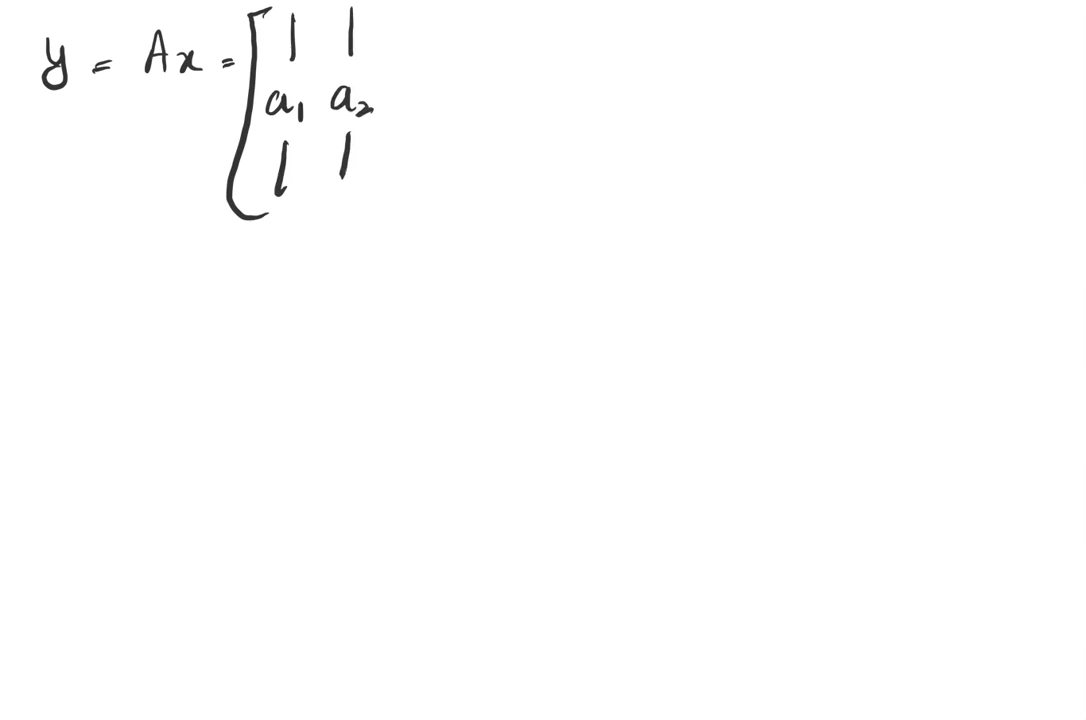 y = Ax = [ | |
a₁ a₂
| |